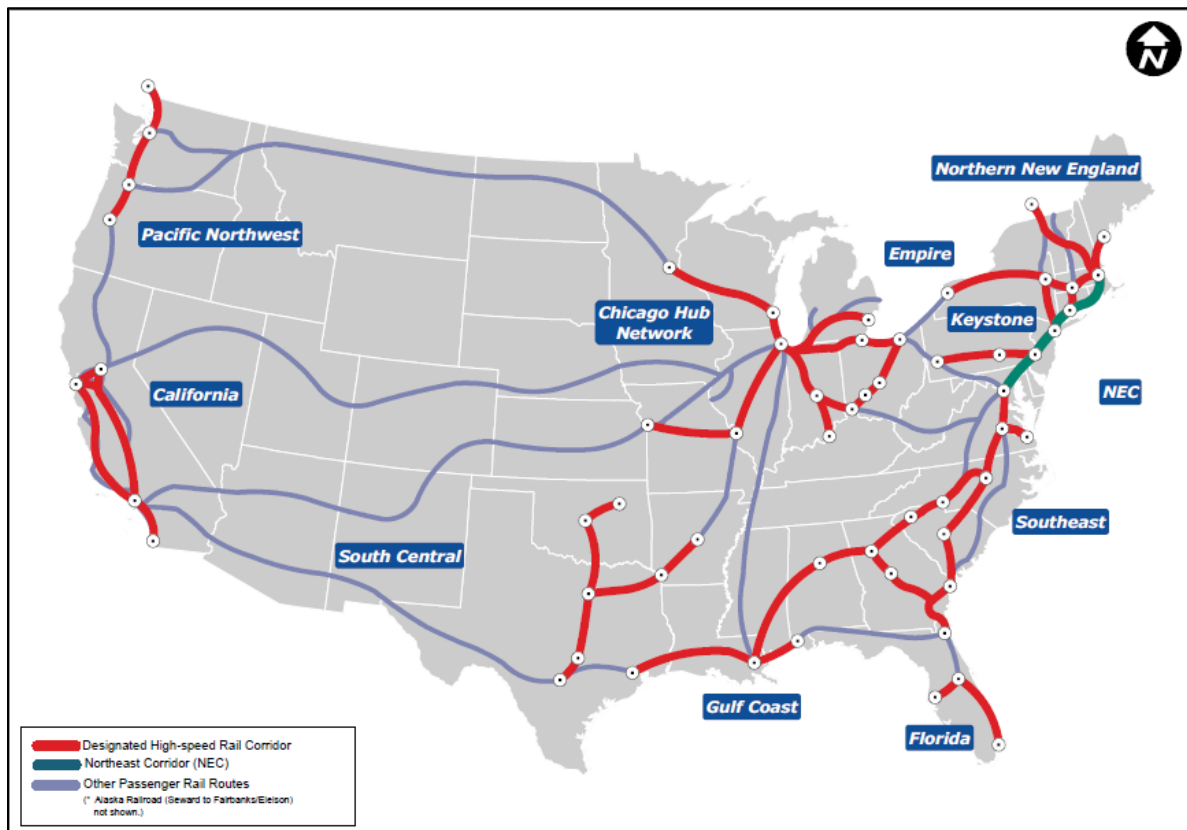 N
Northern New England
Pacific Northwest
Empire
Chicago Hub
Network
Keystone
California
NEC
Southeast
South Central
Gulf Coast
Florida
Designated High-speed Rail Corridor
Northeast Corridor (NEC)
Other Passenger Rail Routes
(* Alaska Railroad (Seward to Fairbanks/Eielson)
not shown.)